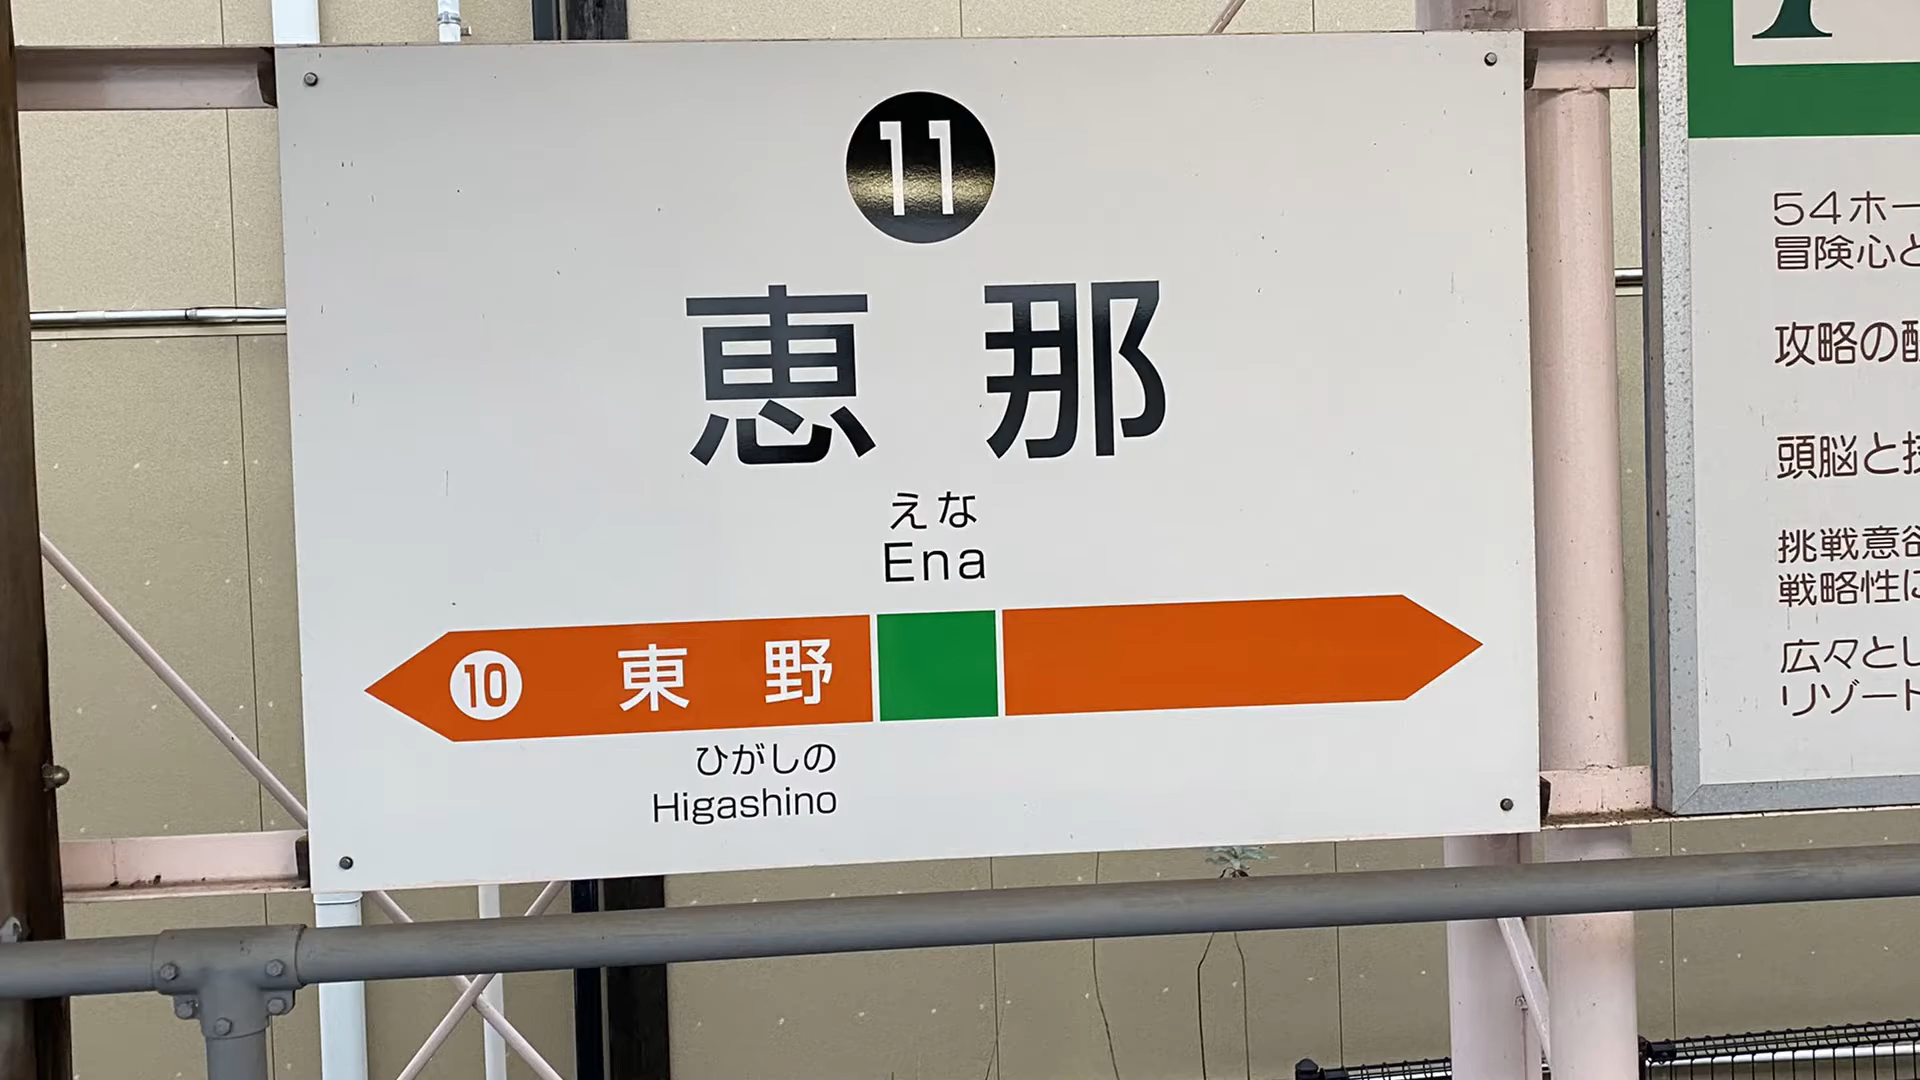 11
恵那
えな
Ena
10 東野
ひがしの
Higashino
54ホー
冒険心と
攻略の
頭脳と
挑戦意欲
戦略性に
広々とし
リゾート